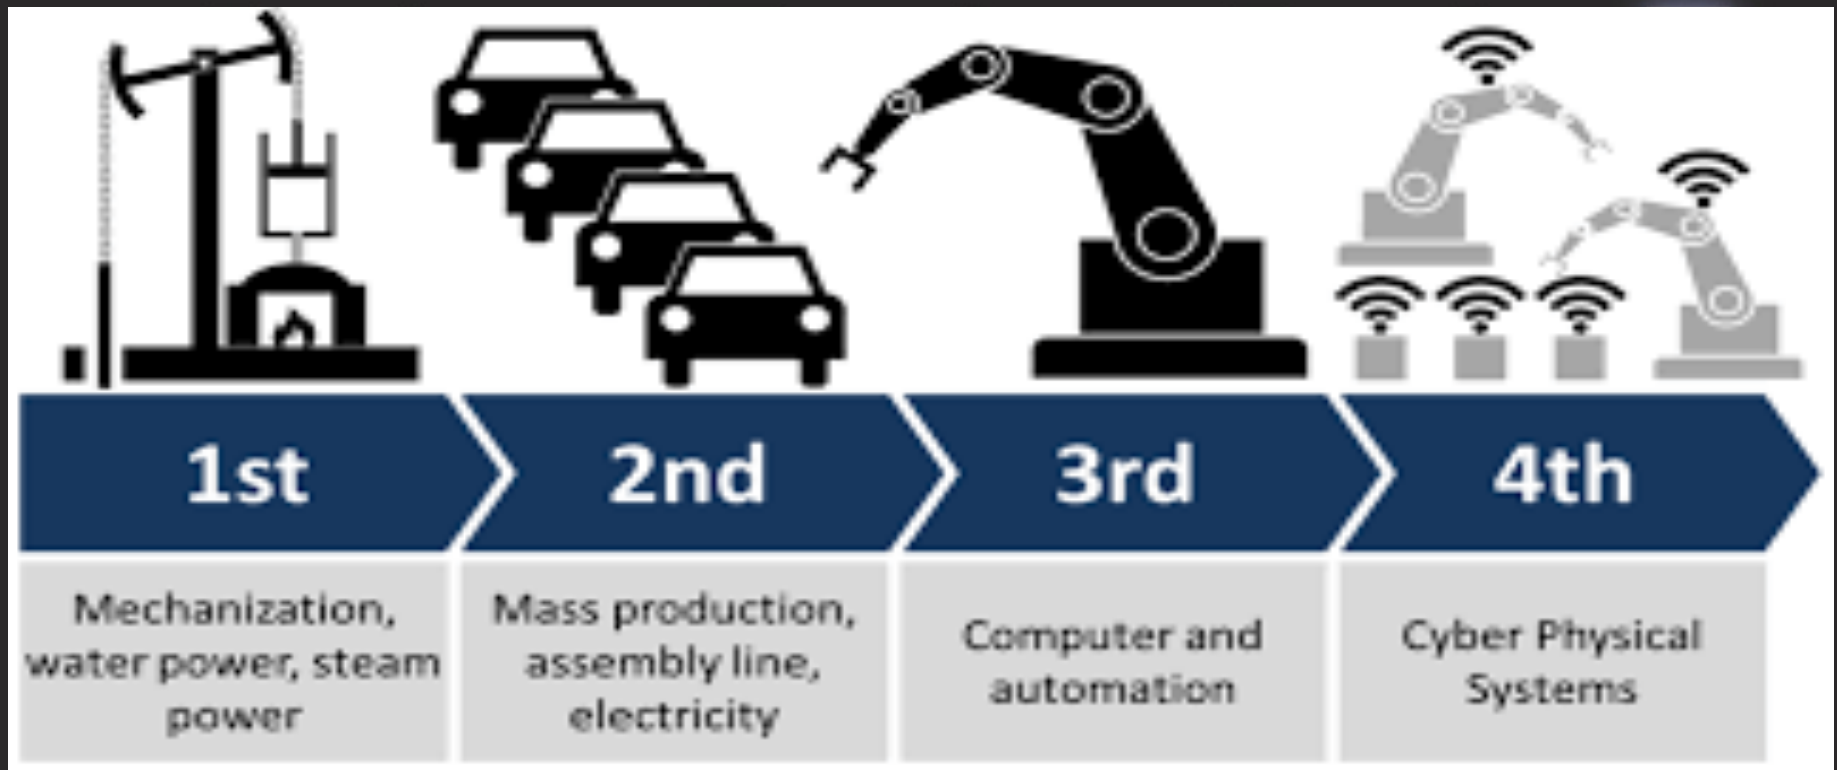 1st
2nd
3rd
4th
Mechanization,
water power, steam
power
Mass production,
assembly line,
electricity
Computer and
automation
Cyber Physical
Systems